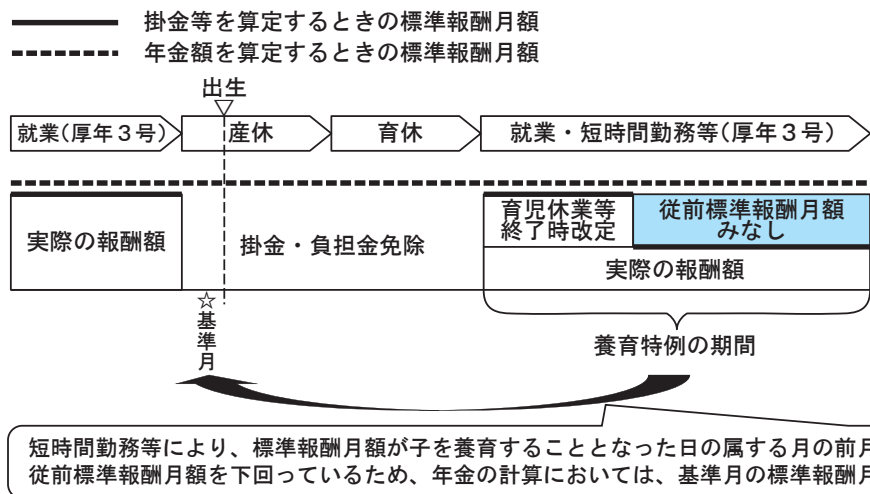 掛金等を算定するときの標準報酬月額
年金額を算定するときの標準報酬月額
出生
就業(厚年３号)
産休
育休
就業・短時間勤務等(厚年３号)
実際の報酬額
掛金・負担金免除
育児休業等
終了時改定
従前標準報酬月額
みなし
実際の報酬額
☆基準月
養育特例の期間
短時間勤務等により、標準報酬月額が子を養育することとなった日の属する月の前月
従前標準報酬月額を下回っているため、年金の計算においては、基準月の標準報酬月